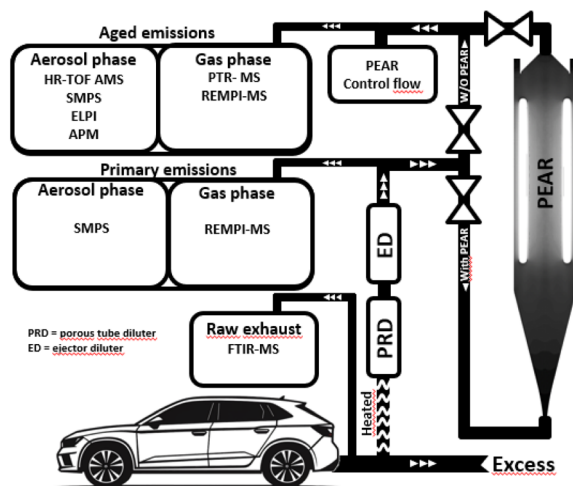 Aged emissions
Aerosol phase
HR-TOF AMS
SMPS
ELPI
APM
Gas phase
PTR- MS
REMPI-MS
PEAR
Control flow
W/O PEAR
PEAR
Primary emissions
Aerosol phase
SMPS
Gas phase
REMPI-MS
ED
With PEAR
PRD = porous tube diluter
ED = ejector diluter
Raw exhaust
FTIR-MS
PRD
Heated
Excess